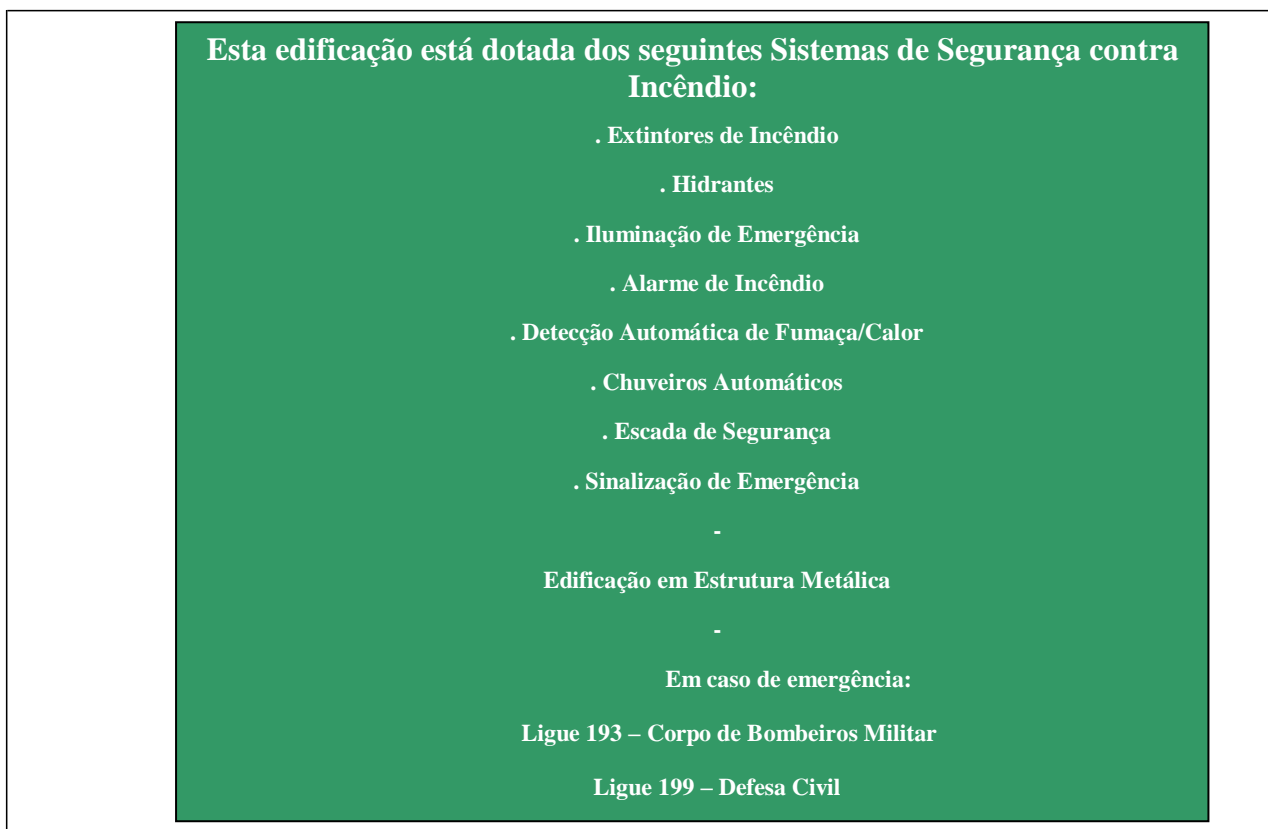 Esta edificação está dotada dos seguintes Sistemas de Segurança contra
Incêndio:
. Extintores de Incêndio
. Hidrantes
. Iluminação de Emergência
. Alarme de Incêndio
. Detecção Automática de Fumaça/Calor
. Chuveiros Automáticos
. Escada de Segurança
. Sinalização de Emergência
-
Edificação em Estrutura Metálica
-
Em caso de emergência:
Ligue 193 – Corpo de Bombeiros Militar
Ligue 199 – Defesa Civil